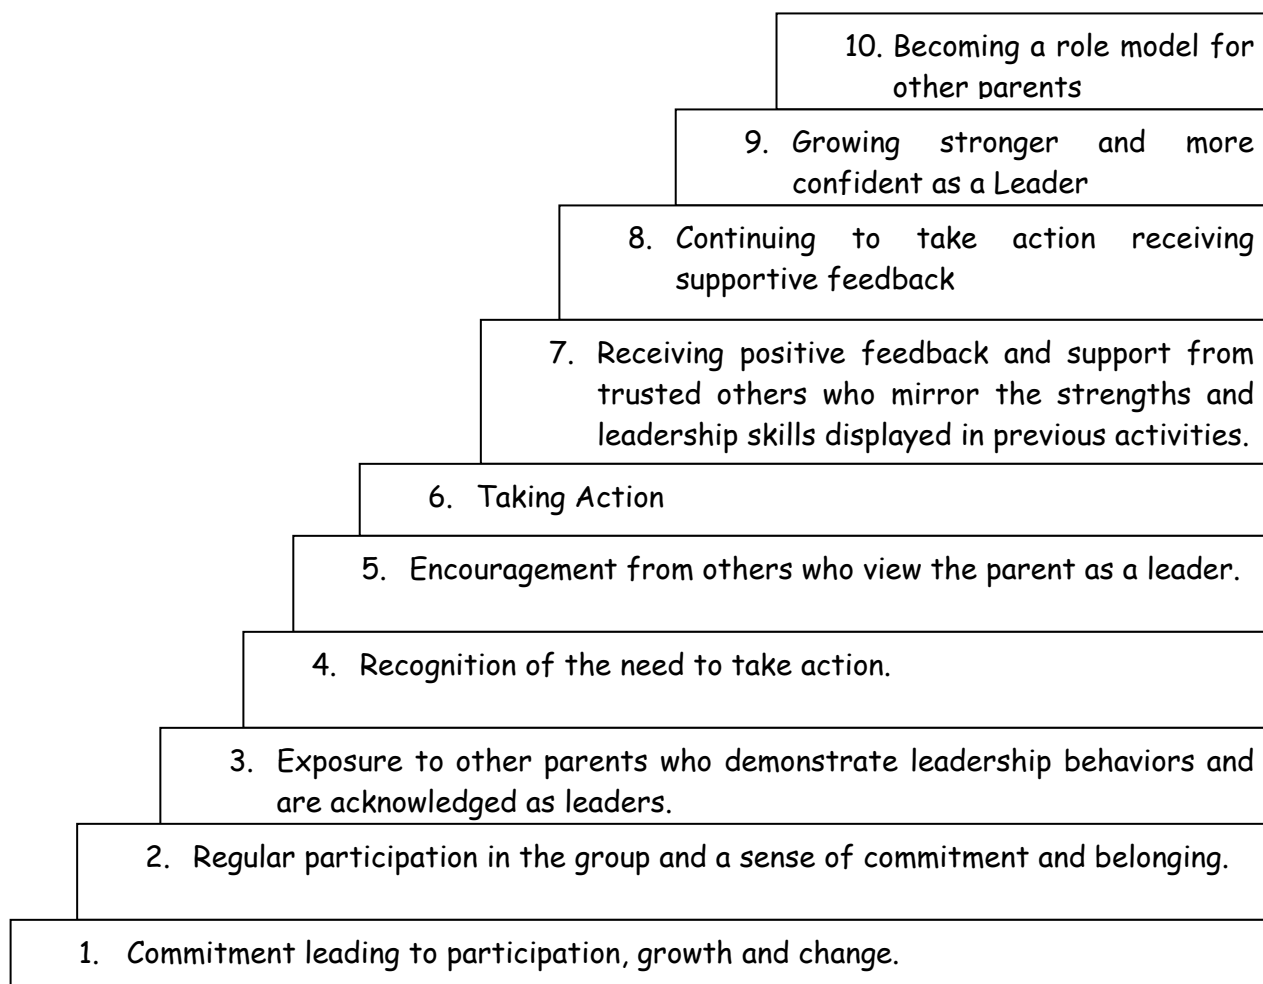 10. Becoming a role model for
other parents
9. Growing stronger and more
confident as a Leader
8. Continuing to take action receiving
supportive feedback
7. Receiving positive feedback and support from
trusted others who mirror the strengths and
leadership skills displayed in previous activities.
6. Taking Action
5. Encouragement from others who view the parent as a leader.
4. Recognition of the need to take action.
3. Exposure to other parents who demonstrate leadership behaviors and
are acknowledged as leaders.
2. Regular participation in the group and a sense of commitment and belonging.
1. Commitment leading to participation, growth and change.